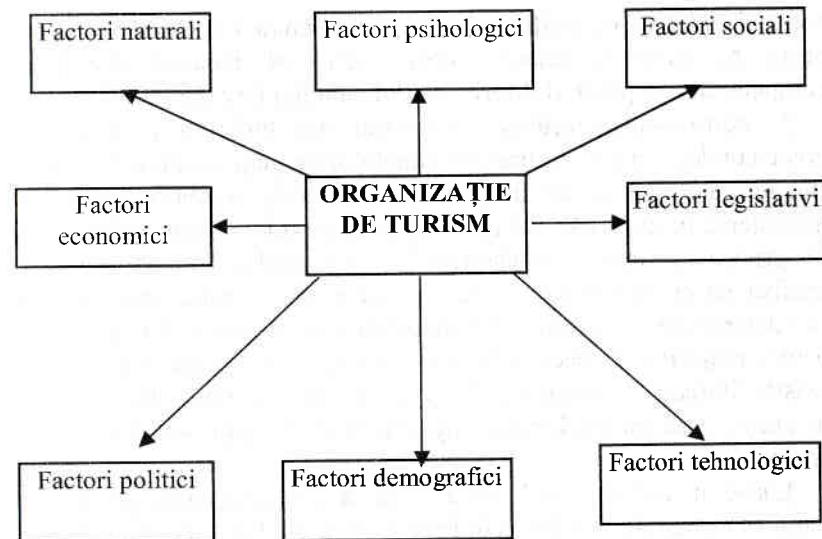 Factori naturali
Factori psihologici
Factori sociali
Factori
economici
ORGANIZAȚIE
DE TURISM
Factori legislativi
Factori politici
Factori demografici
Factori tehnologici